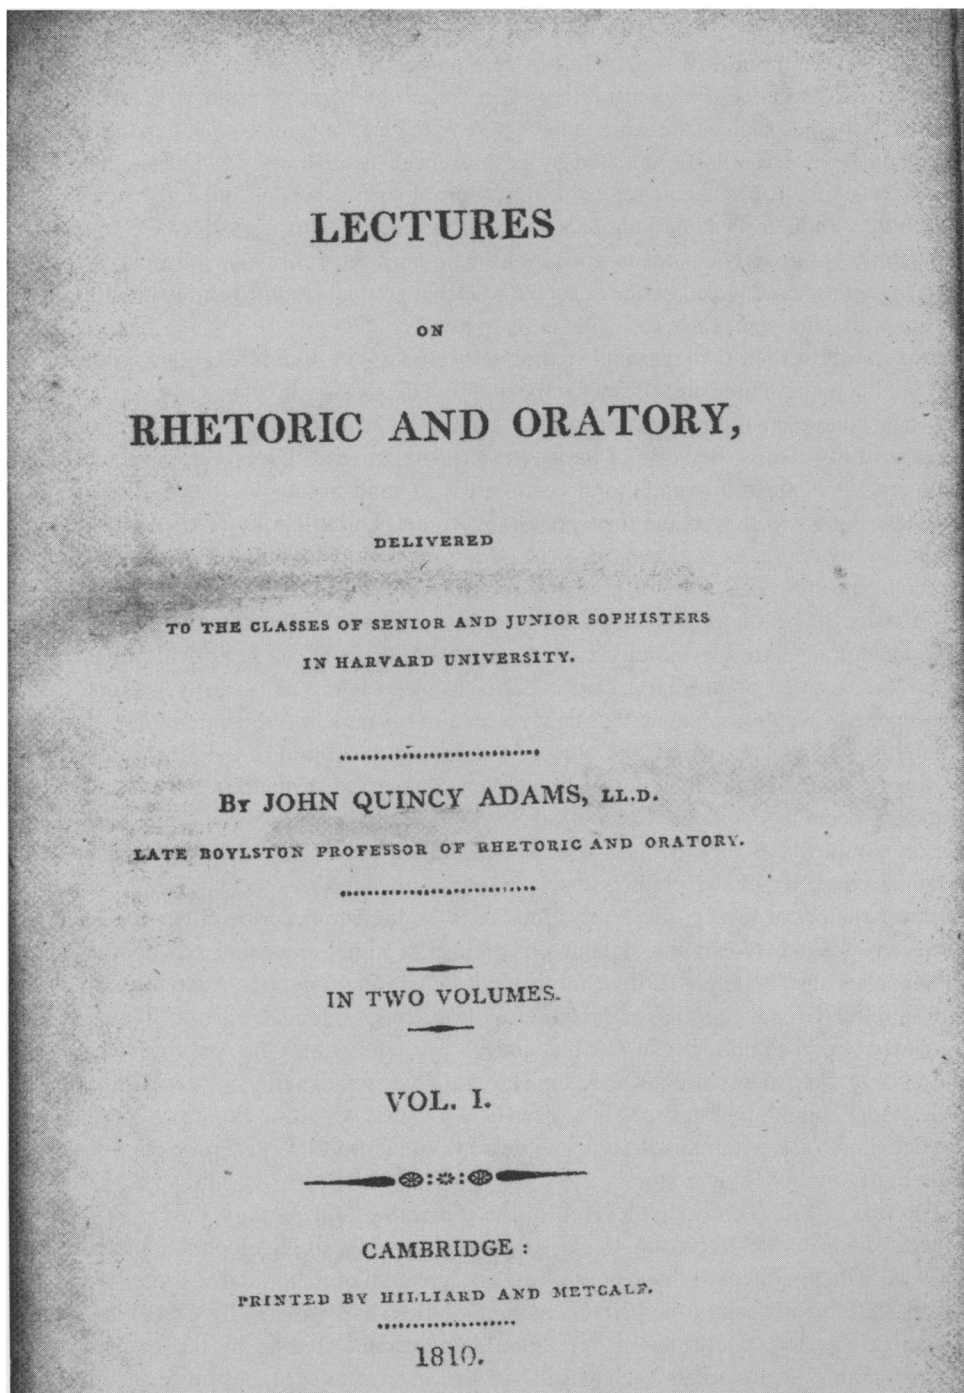 LECTURES
ON
RHETORIC AND ORATORY,
DELIVERED
TO THE CLASSES OF SENIOR AND JUNIOR SOPHISTERS
IN HARVARD UNIVERSITY.
BY JOHN QUINCY ADAMS, LL.D.
LATE BOYLSTON PROFESSOR OF RHETORIC AND ORATORY.
IN TWO VOLUMES.
VOL. I.
CAMBRIDGE :
PRINTED BY HILLIARD AND METCALF.
1810.